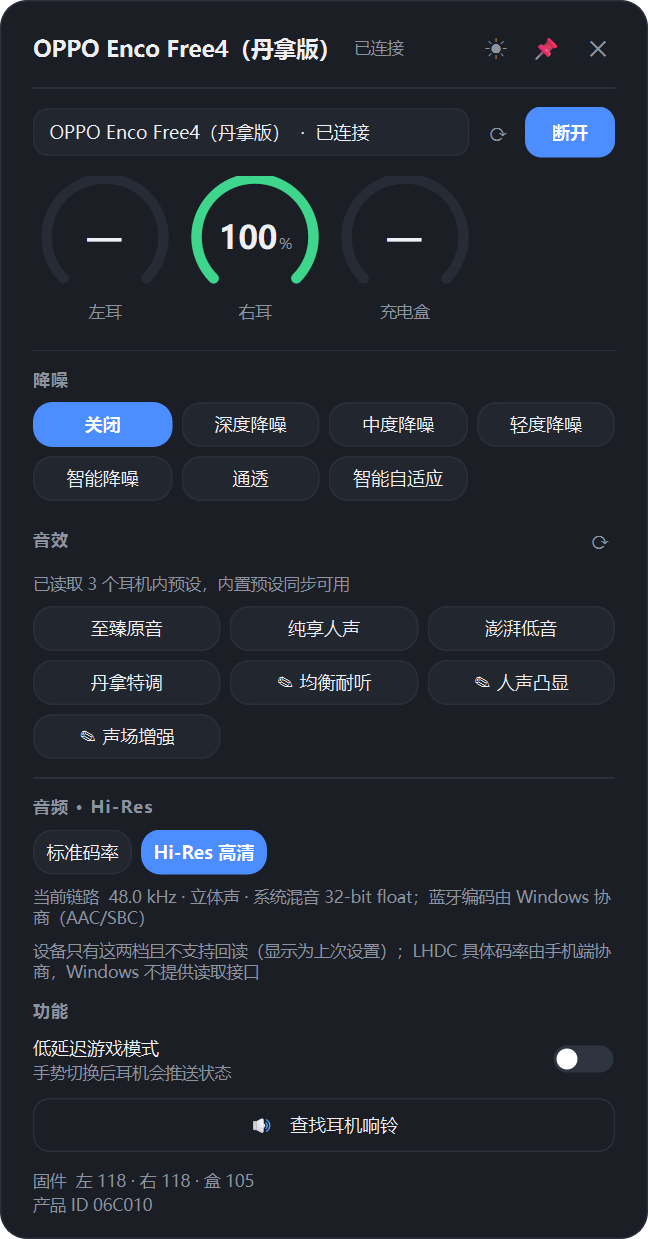 OPPO Enco Free4（丹拿版） 已连接
OPPO Enco Free4（丹拿版） · 已连接 断开
— 100% —
左耳 右耳 充电盒
降噪
关闭 深度降噪 中度降噪 轻度降噪
智能降噪 通透 智能自适应
音效
已读取 3 个耳机内预设，内置预设同步可用
至臻原音 纯享人声 澎湃低音
丹拿特调 均衡耐听 人声凸显
声场增强
音频 • Hi-Res
标准码率 Hi-Res 高清
当前链路 48.0 kHz · 立体声 · 系统混音 32-bit float；蓝牙编码由 Windows 协
商（AAC/SBC）
设备只有这两档且不支持回读（显示为上次设置）；LHDC 具体码率由手机端协
商，Windows 不提供读取接口
功能
低延迟游戏模式
手势切换后耳机会推送状态
查找耳机响铃
固件 左 118 · 右 118 · 盒 105
产品 ID 06C010